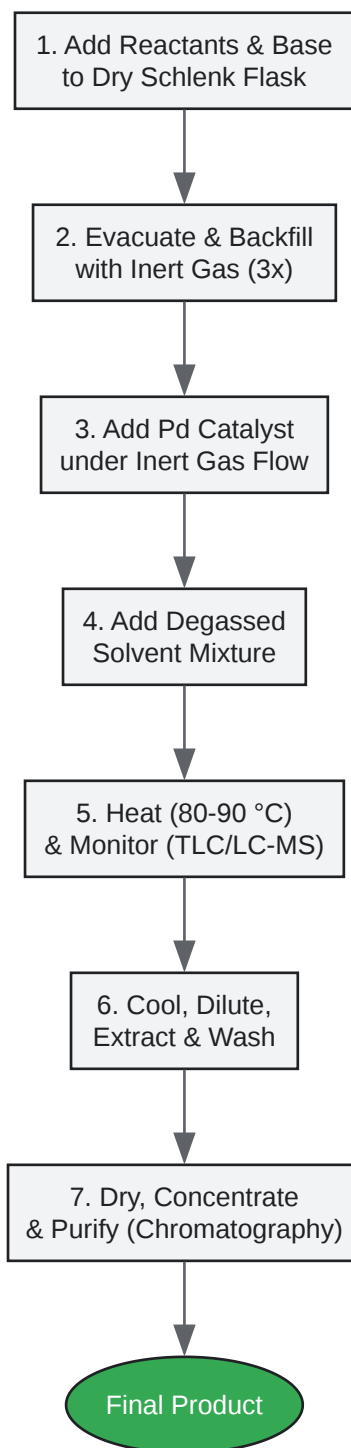 1. Add Reactants & Base
to Dry Schlenk Flask
2. Evacuate & Backfill
with Inert Gas (3x)
3. Add Pd Catalyst
under Inert Gas Flow
4. Add Degassed
Solvent Mixture
5. Heat (80-90 °C)
& Monitor (TLC/LC-MS)
6. Cool, Dilute,
Extract & Wash
7. Dry, Concentrate
& Purify (Chromatography)
Final Product